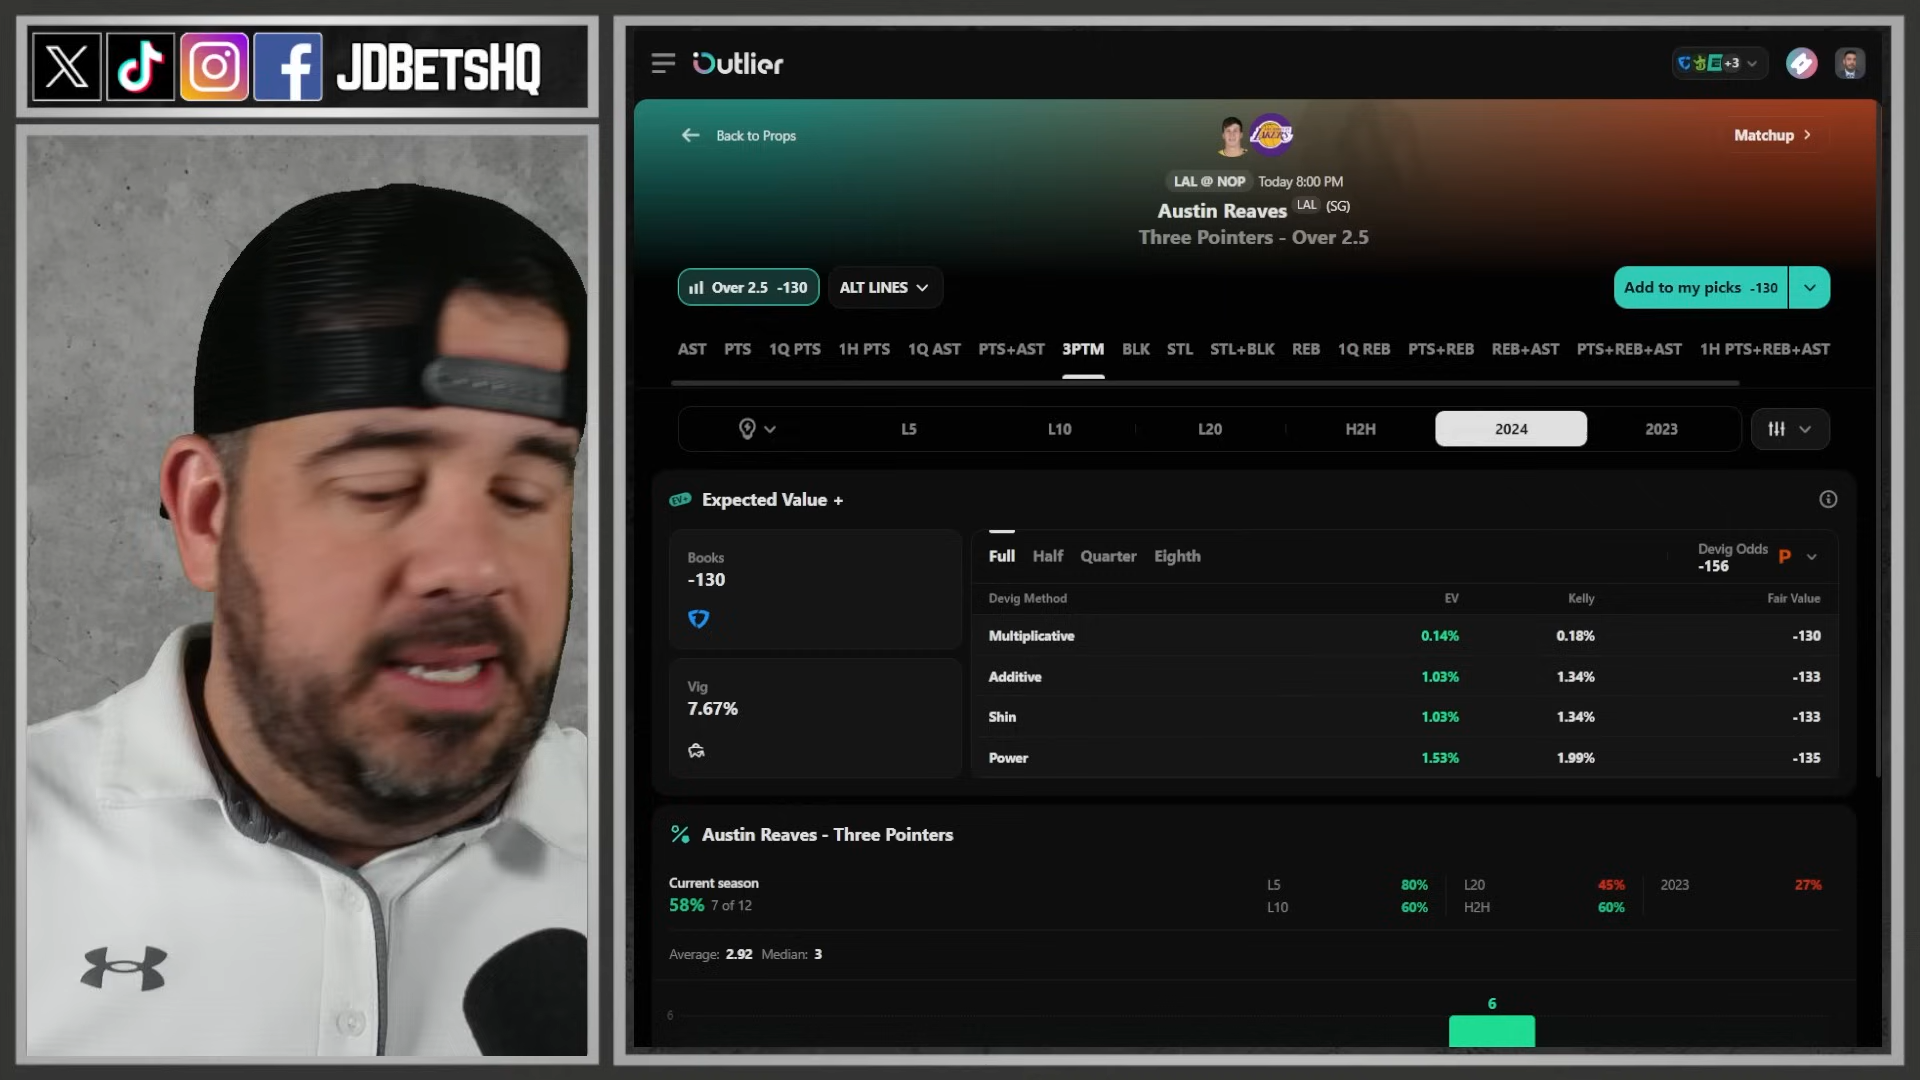 JDBETSHQ
Outlier
+3
Back to Props
Matchup
LAL @ NOP Today 8:00 PM
Austin Reaves LAL (SG)
Three Pointers - Over 2.5
Over 2.5 -130
ALT LINES
Add to my picks -130
AST PTS 1Q PTS 1H PTS 1Q AST PTS+AST 3PTM BLK STL STL+BLK REB 1Q REB PTS+REB REB+AST PTS+REB+AST 1H PTS+REB+AST
L5 L10 L20 H2H 2024 2023
EV+ Expected Value +
Books
-130
Vig
7.67%
Full Half Quarter Eighth
Devig Odds
-156
Devig Method EV Kelly Fair Value
Multiplicative 0.14% 0.18% -130
Additive 1.03% 1.34% -133
Shin 1.03% 1.34% -133
Power 1.53% 1.99% -135
Austin Reaves - Three Pointers
Current season
58% 7 of 12
L5 80% L20 45% 2023 27%
L10 60% H2H 60%
Average: 2.92 Median: 3
6
6